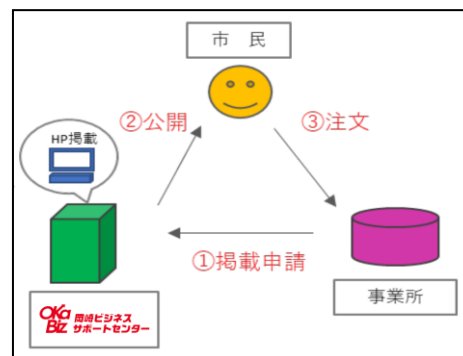 市　民
②公開
③注文
HP掲載
①掲載申請
事業所
OKa
Biz
岡崎ビジネス
サポートセンター